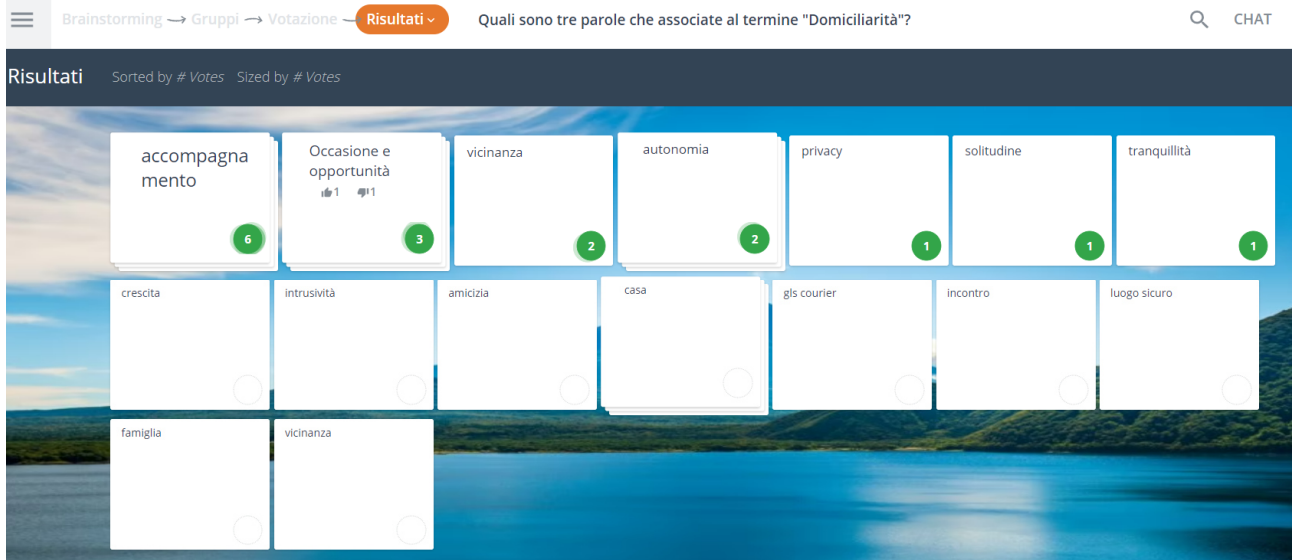 Brainstorming → Gruppi → Votazione → Risultati Quali sono tre parole che associate al termine "Domiciliarità"? CHAT
Risultati Sorted by # Votes Sized by # Votes
accompagna
mento
6
Occasione e
opportunità
1 1
3
vicinanza
2
autonomia
2
privacy
1
solitudine
1
tranquillità
1
crescita
intrusività
amicizia
casa
gls courier
incontro
luogo sicuro
famiglia
vicinanza